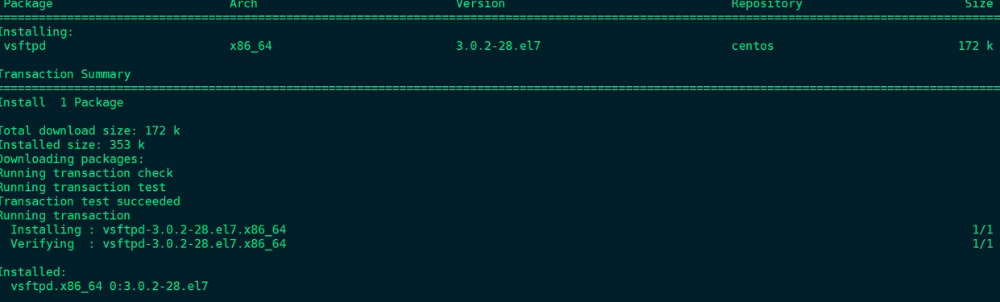 Package Arch Version Repository Size
================================================================================
Installing:
vsftpd x86_64 3.0.2-28.el7 centos 172 k
Transaction Summary
================================================================================
Install 1 Package
Total download size: 172 k
Installed size: 353 k
Downloading packages:
Running transaction check
Running transaction test
Transaction test succeeded
Running transaction
Installing : vsftpd-3.0.2-28.el7.x86_64 1/1
Verifying : vsftpd-3.0.2-28.el7.x86_64 1/1
Installed:
vsftpd.x86_64 0:3.0.2-28.el7